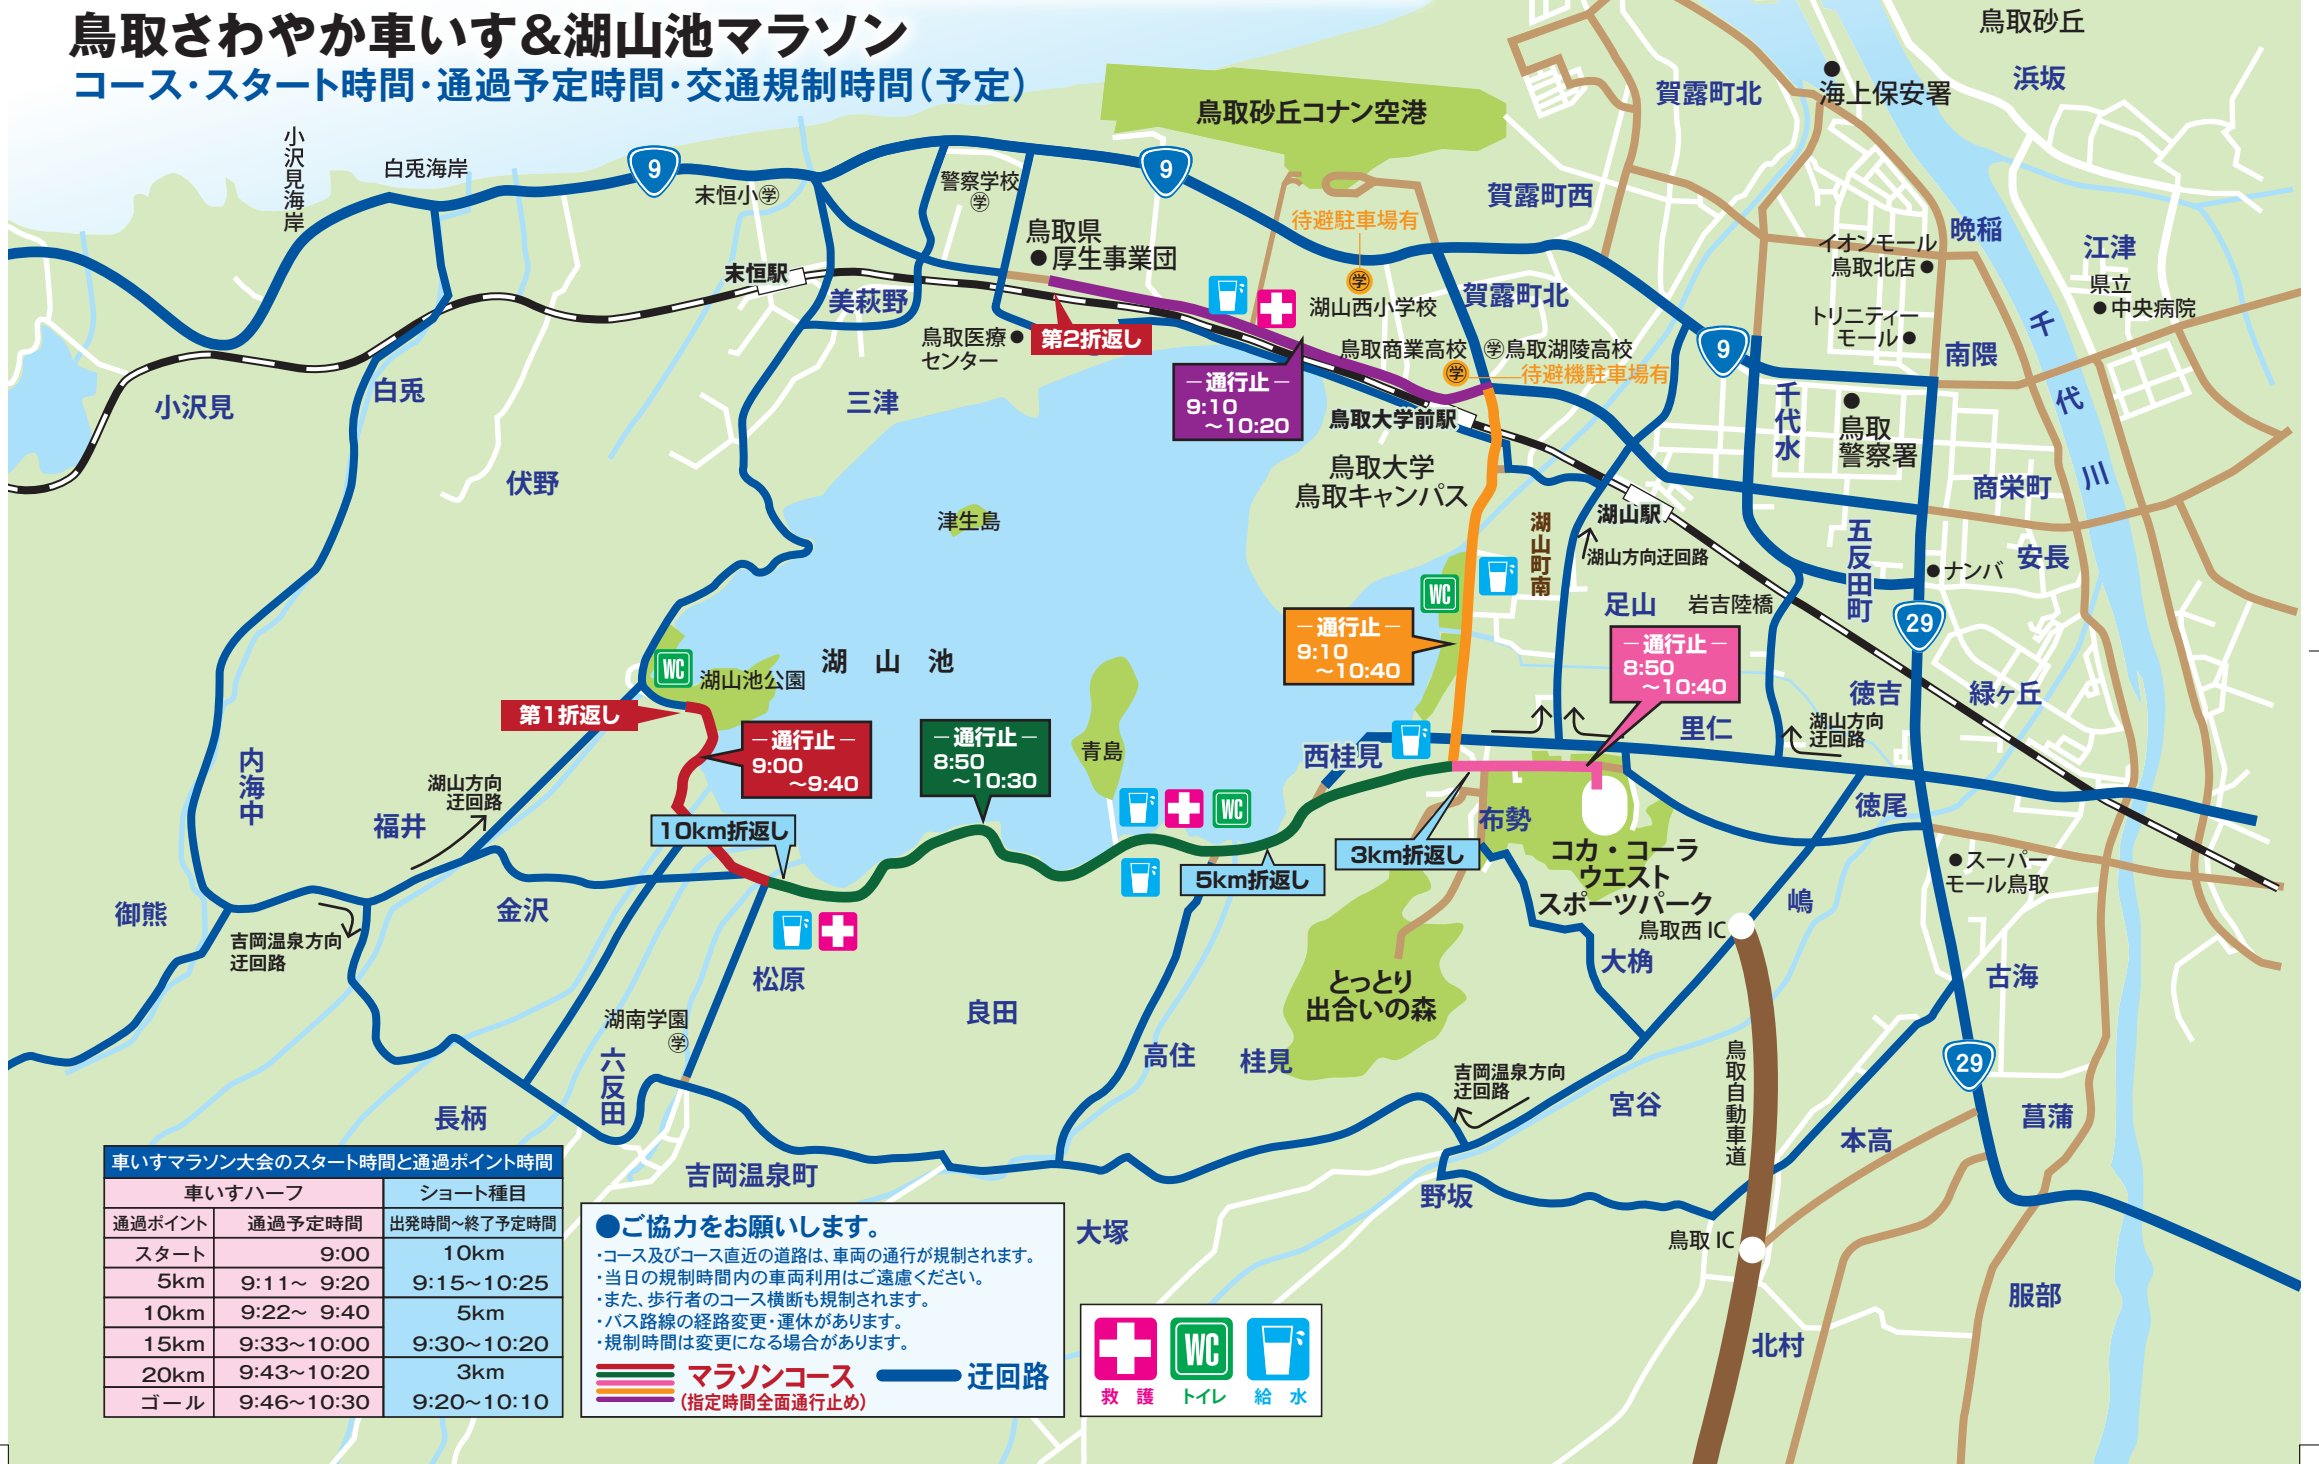 鳥取さわやか車いす&湖山池マラソン
コース・スタート時間・通過予定時間・交通規制時間（予定）
鳥取砂丘
浜坂
賀露町北
海上保安署
鳥取砂丘コナン空港
小沢見海岸
白兎海岸
9
末恒小㊫
警察学校
㊫
9
賀露町西
待避駐車場有
晩稲
江津
イオンモール
鳥取北店
県立
中央病院
鳥取県
厚生事業団
末恒駅
美萩野
学
湖山西小学校
賀露町北
トリニティー
モール
千代川
鳥取医療
センター
第2折返し
鳥取商業高校
㊫鳥取湖陵高校
学
待避機駐車場有
9
南隈
－通行止－
9:10
～10:20
小沢見
白兎
三津
鳥取大学前駅
千代水
鳥取
警察署
伏野
鳥取大学
鳥取キャンパス
商栄町
津生島
湖山町南
湖山駅
湖山方向迂回路
五反田町
安長
ナンバ
WC
足山
岩吉陸橋
29
－通行止－
9:10
～10:40
－通行止－
8:50
～10:40
湖山池
WC
湖山池公園
徳吉
緑ヶ丘
第1折返し
－通行止－
9:00
～9:40
－通行止－
8:50
～10:30
青島
西桂見
里仁
湖山方向
迂回路
内海中
湖山方向
迂回路
福井
10km折返し
WC
布勢
徳尾
3km折返し
5km折返し
コカ・コーラ
ウエスト
スポーツパーク
スーパー
モール鳥取
御熊
金沢
嶋
鳥取西 IC
吉岡温泉方向
迂回路
松原
大桷
とっとり
出合いの森
古海
湖南学園
㊫
良田
六反田
高住
桂見
吉岡温泉方向
迂回路
鳥取自動車道
29
宮谷
長柄
本高
菖蒲
吉岡温泉町
野坂
大塚
鳥取 IC
服部
北村
車いすマラソン大会のスタート時間と通過ポイント時間
車いすハーフ ショート種目
通過ポイント 通過予定時間 出発時間～終了予定時間
スタート 9:00 10km
5km 9:11～ 9:20 9:15～10:25
10km 9:22～ 9:40 5km
15km 9:33～10:00 9:30～10:20
20km 9:43～10:20 3km
ゴール 9:46～10:30 9:20～10:10
●ご協力をお願いします。
・コース及びコース直近の道路は、車両の通行が規制されます。
・当日の規制時間内の車両利用はご遠慮ください。
・また、歩行者のコース横断も規制されます。
・バス路線の経路変更・運休があります。
・規制時間は変更になる場合があります。
マラソンコース 迂回路
（指定時間全面通行止め）
WC
救護 トイレ 給水